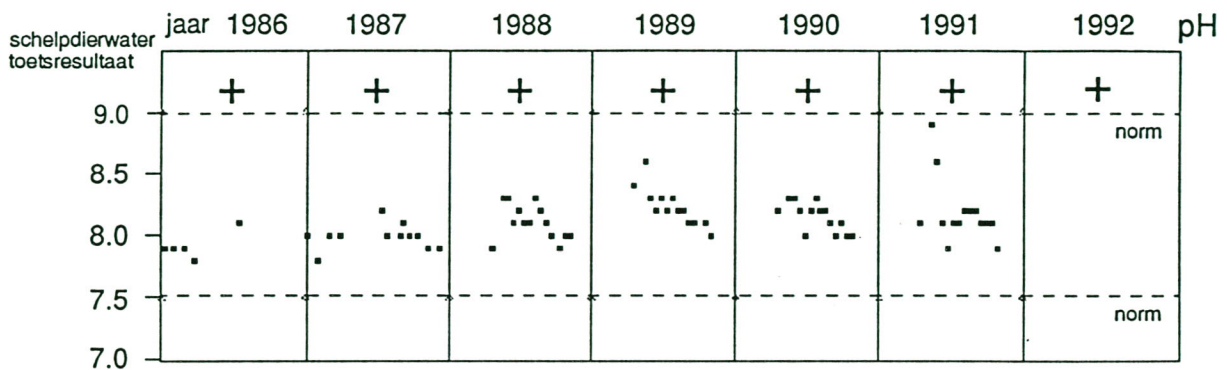 jaar 1986 1987 1988 1989 1990 1991 1992 pH
schelpdierwater
toetsresultaat
+ + + + + + +
9.0
norm
8.5
8.0
7.5
norm
7.0